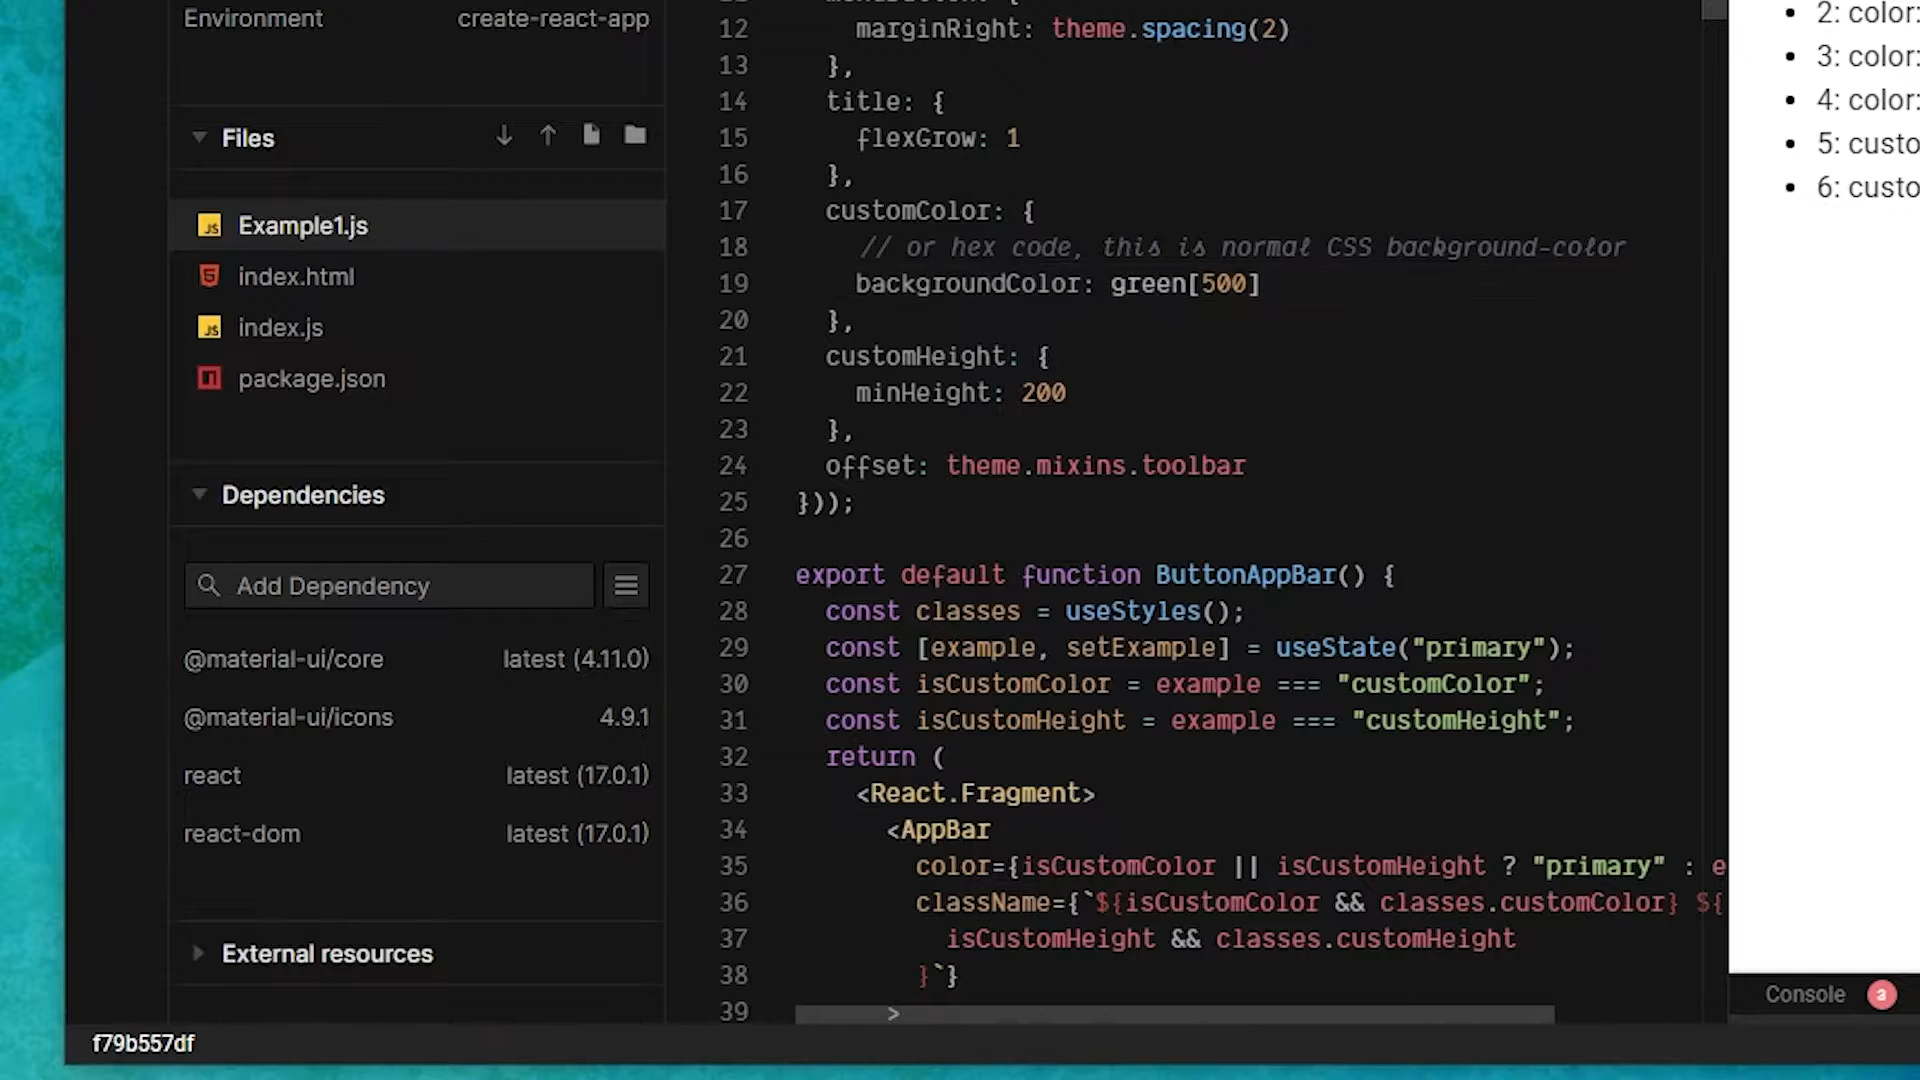 Environment create-react-app
Files
Example1.js
index.html
index.js
package.json
Dependencies
Add Dependency
@material-ui/core latest (4.11.0)
@material-ui/icons 4.9.1
react latest (17.0.1)
react-dom latest (17.0.1)
External resources
f79b557df
12 marginRight: theme.spacing(2)
13 },
14 title: {
15 flexGrow: 1
16 },
17 customColor: {
18 // or hex code, this is normal CSS background-color
19 backgroundColor: green[500]
20 },
21 customHeight: {
22 minHeight: 200
23 },
24 offset: theme.mixins.toolbar
25 }));
26
27 export default function ButtonAppBar() {
28 const classes = useStyles();
29 const [example, setExample] = useState("primary");
30 const isCustomColor = example === "customColor";
31 const isCustomHeight = example === "customHeight";
32 return (
33 <React.Fragment>
34 <AppBar
35 color={isCustomColor || isCustomHeight ? "primary" : e
36 className={`${isCustomColor && classes.customColor} ${
37 isCustomHeight && classes.customHeight
38 }`}
39 >
2: color:
3: color:
4: color:
5: custo
6: custo
Console 3